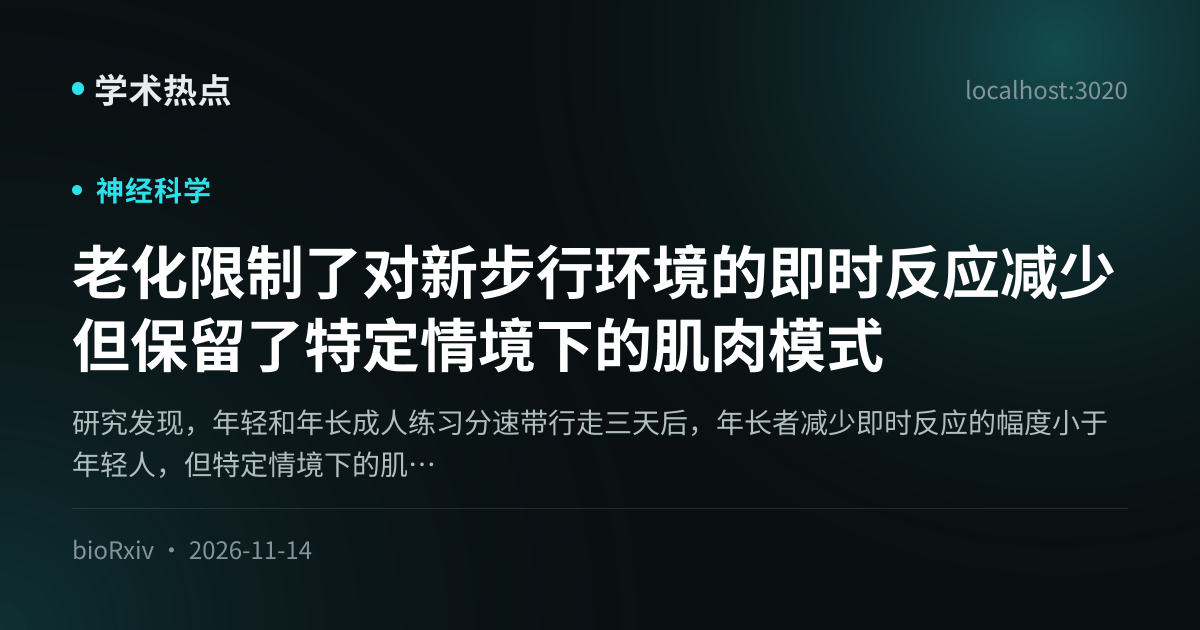 学术热点
localhost:3020
神经科学
老化限制了对新步行环境的即时反应减少
但保留了特定情境下的肌肉模式
研究发现，年轻和年长成人练习分速带行走三天后，年长者减少即时反应的幅度小于
年轻人，但特定情境下的肌…
bioRxiv • 2026-11-14